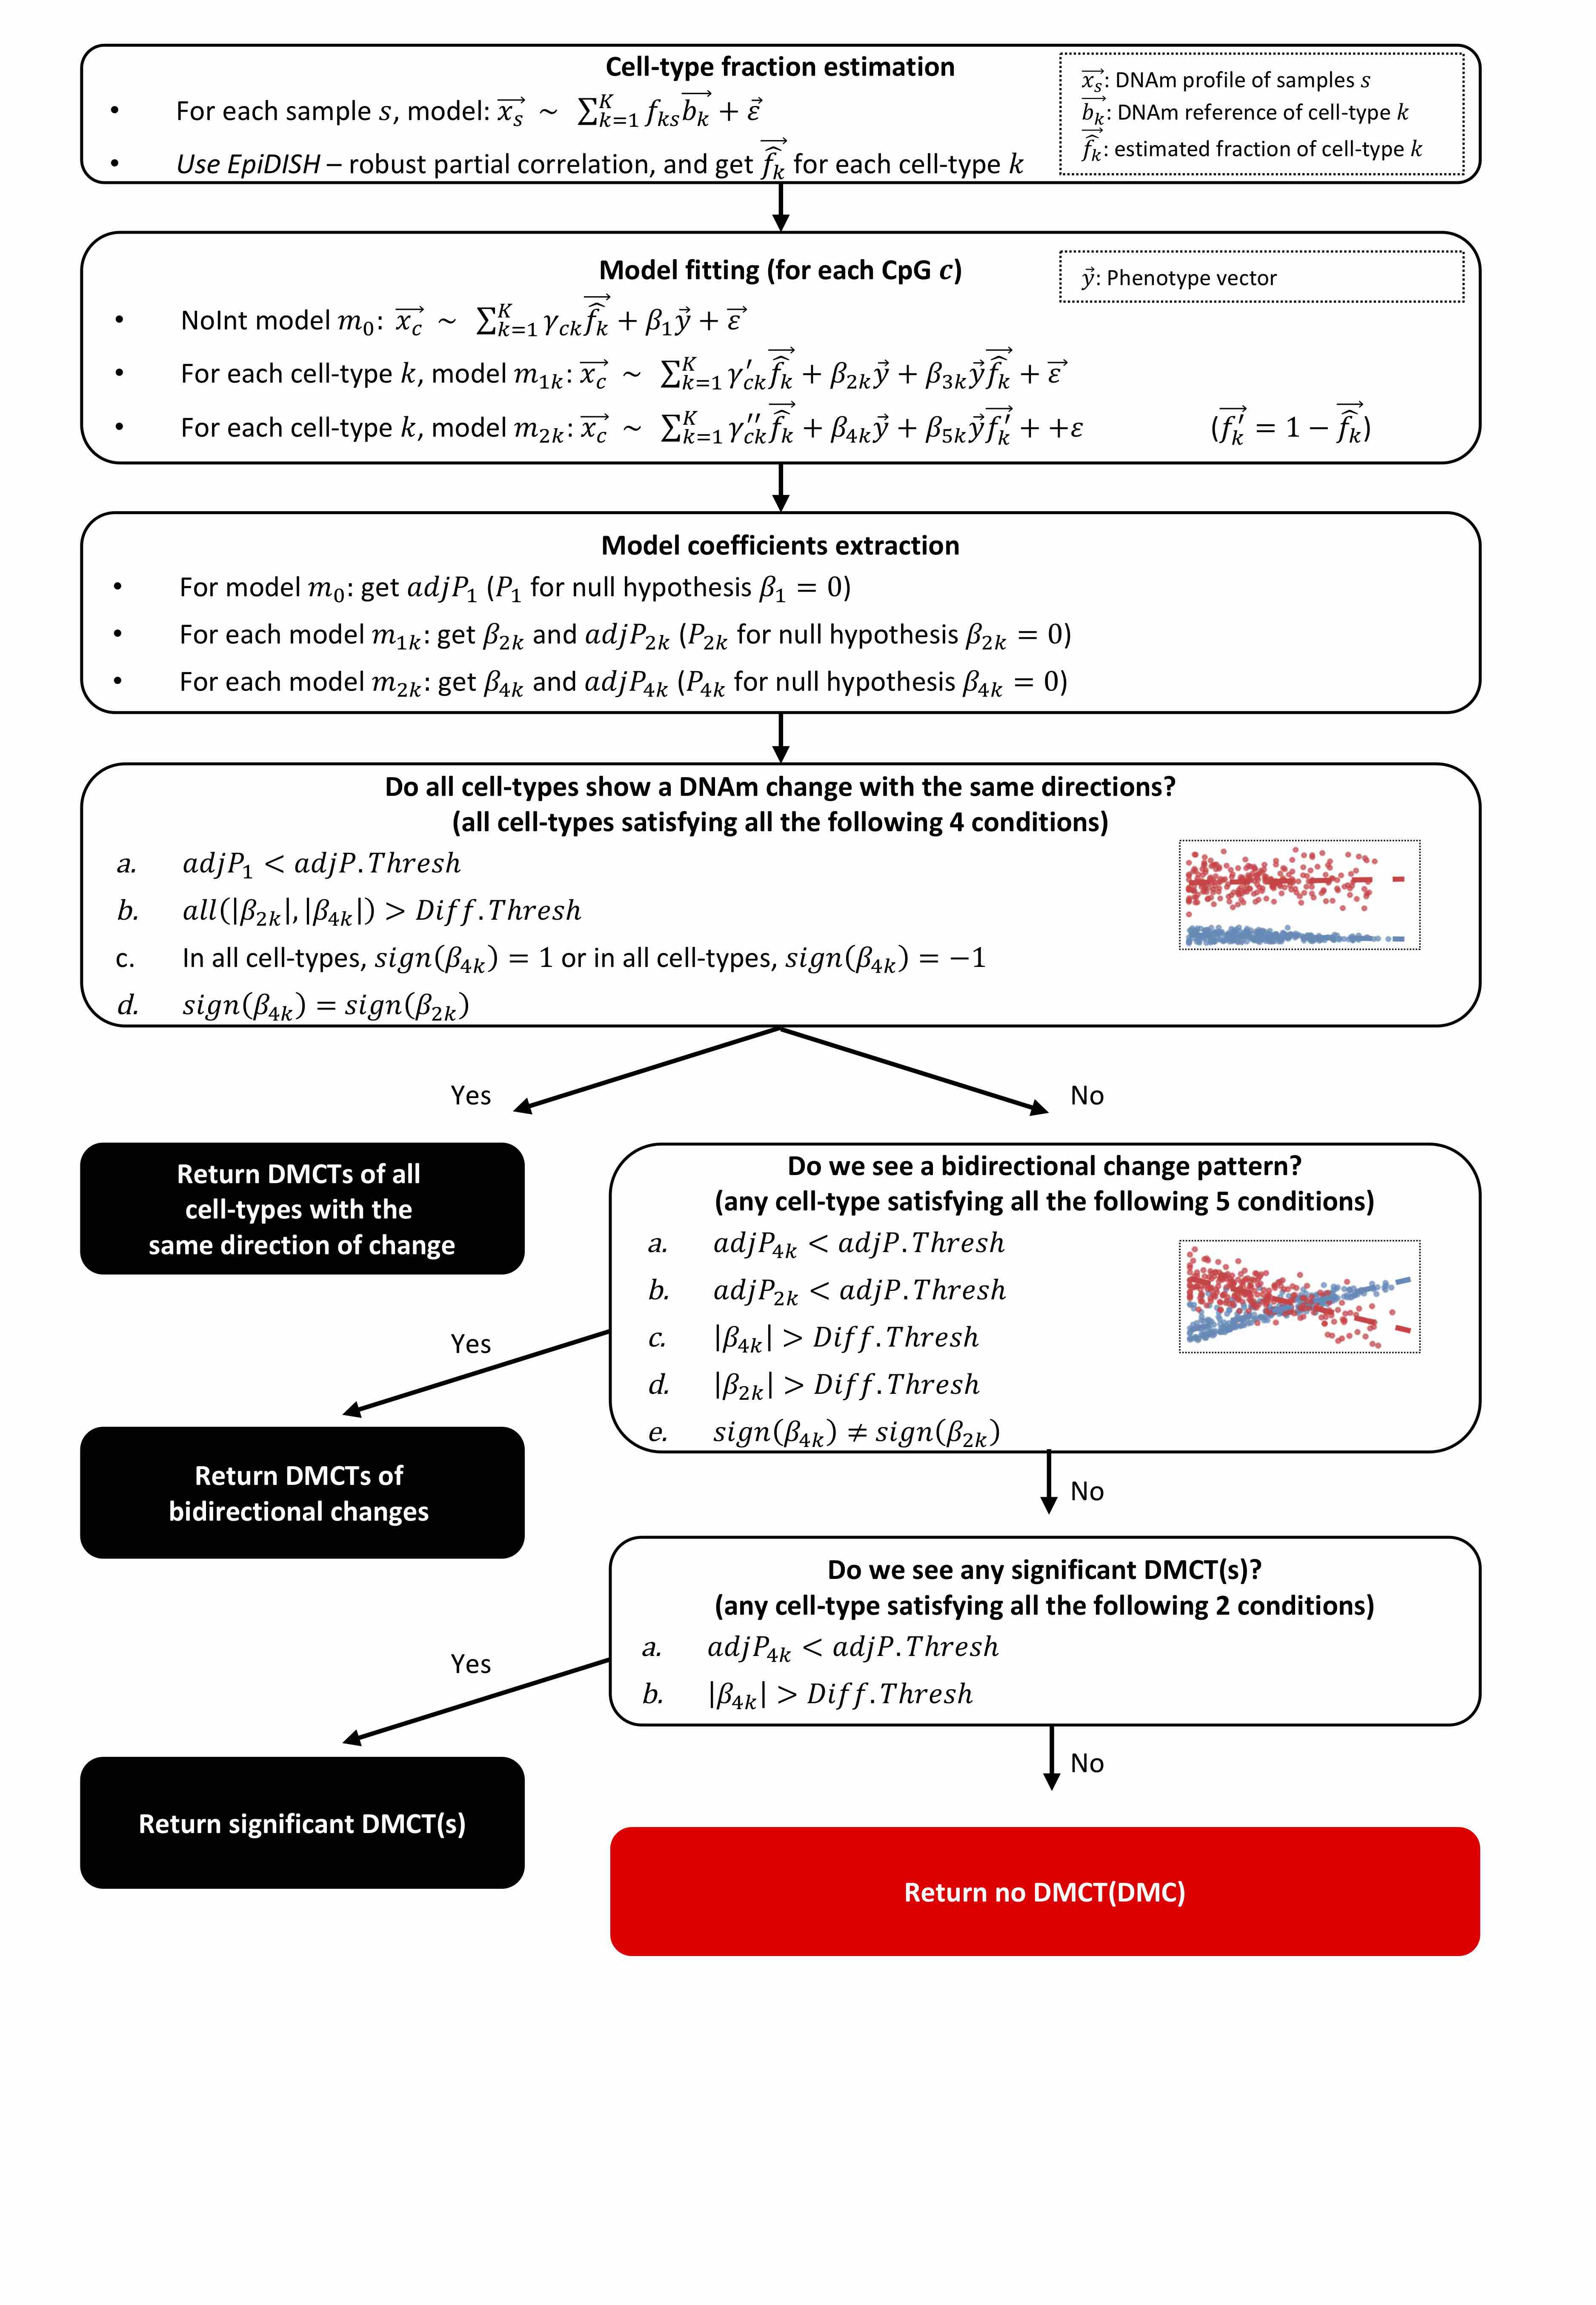 Cell-type fraction estimation
• For each sample 𝑠, model: $\overrightarrow{x_s} \sim \sum_{k=1}^{K} f_{ks}\overrightarrow{b_k} + \vec{\varepsilon}$
• Use EpiDISH – robust partial correlation, and get $\overrightarrow{\hat{f}_k}$ for each cell-type $k$
$\overrightarrow{x_s}$: DNAm profile of samples $s$
$\overrightarrow{b_k}$: DNAm reference of cell-type $k$
$\overrightarrow{\hat{f}_k}$: estimated fraction of cell-type $k$
Model fitting (for each CpG $c$)
$\vec{y}$: Phenotype vector
• NoInt model $m_0$: $\overrightarrow{x_c} \sim \sum_{k=1}^{K} \gamma_{ck}\overrightarrow{\hat{f}_k} + \beta_1\vec{y} + \vec{\varepsilon}$
• For each cell-type $k$, model $m_{1k}$: $\overrightarrow{x_c} \sim \sum_{k=1}^{K} \gamma'_{ck}\overrightarrow{\hat{f}_k} + \beta_{2k}\vec{y} + \beta_{3k}\vec{y}\overrightarrow{\hat{f}_k} + \vec{\varepsilon}$
• For each cell-type $k$, model $m_{2k}$: $\overrightarrow{x_c} \sim \sum_{k=1}^{K} \gamma''_{ck}\overrightarrow{\hat{f}_k} + \beta_{4k}\vec{y} + \beta_{5k}\vec{y}\overrightarrow{f'_k} + +\varepsilon$ $(\overrightarrow{f'_k} = 1 - \overrightarrow{\hat{f}_k})$
Model coefficients extraction
• For model $m_0$: get $adjP_1$ ($P_1$ for null hypothesis $\beta_1 = 0$)
• For each model $m_{1k}$: get $\beta_{2k}$ and $adjP_{2k}$ ($P_{2k}$ for null hypothesis $\beta_{2k} = 0$)
• For each model $m_{2k}$: get $\beta_{4k}$ and $adjP_{4k}$ ($P_{4k}$ for null hypothesis $\beta_{4k} = 0$)
Do all cell-types show a DNAm change with the same directions?
(all cell-types satisfying all the following 4 conditions)
a. $adjP_1 < adjP.Thresh$
b. $all(|\beta_{2k}|, |\beta_{4k}|) > Diff.Thresh$
c. In all cell-types, $sign(\beta_{4k}) = 1$ or in all cell-types, $sign(\beta_{4k}) = -1$
d. $sign(\beta_{4k}) = sign(\beta_{2k})$
Yes
No
Return DMCTs of all
cell-types with the
same direction of change
Do we see a bidirectional change pattern?
(any cell-type satisfying all the following 5 conditions)
a. $adjP_{4k} < adjP.Thresh$
b. $adjP_{2k} < adjP.Thresh$
c. $|\beta_{4k}| > Diff.Thresh$
d. $|\beta_{2k}| > Diff.Thresh$
e. $sign(\beta_{4k}) \neq sign(\beta_{2k})$
Yes
Return DMCTs of
bidirectional changes
No
Do we see any significant DMCT(s)?
(any cell-type satisfying all the following 2 conditions)
a. $adjP_{4k} < adjP.Thresh$
b. $|\beta_{4k}| > Diff.Thresh$
Yes
Return significant DMCT(s)
No
Return no DMCT(DMC)